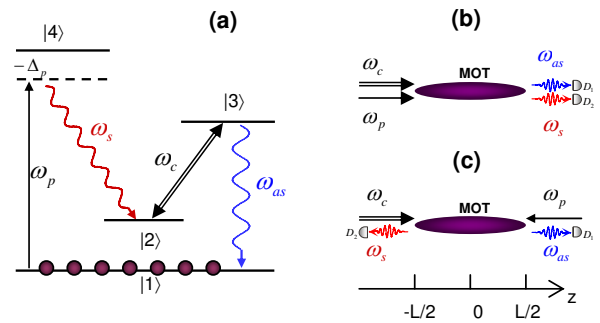 (a)
|4⟩
−Δp
|3⟩
ωs
ωc
ωp
ωas
|2⟩
|1⟩
(b)
ωc
MOT
ωas
D1
D2
ωp
ωs
(c)
ωc
MOT
ωp
D2
ωs
ωas
D1
-L/2
0
L/2
z